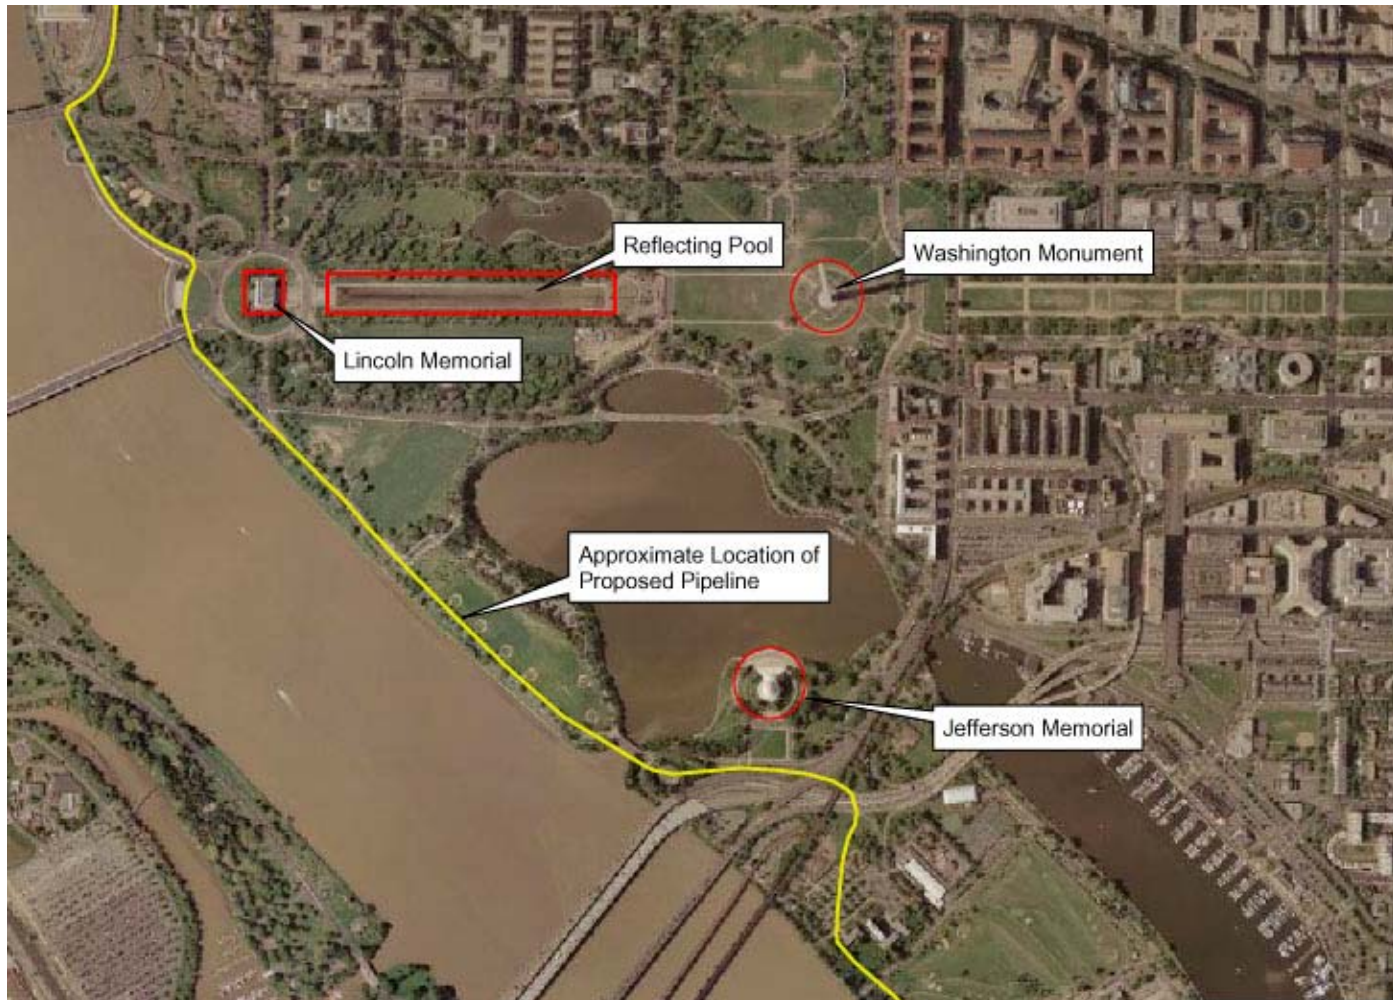 Reflecting Pool
Washington Monument
Lincoln Memorial
Approximate Location of
Proposed Pipeline
Jefferson Memorial